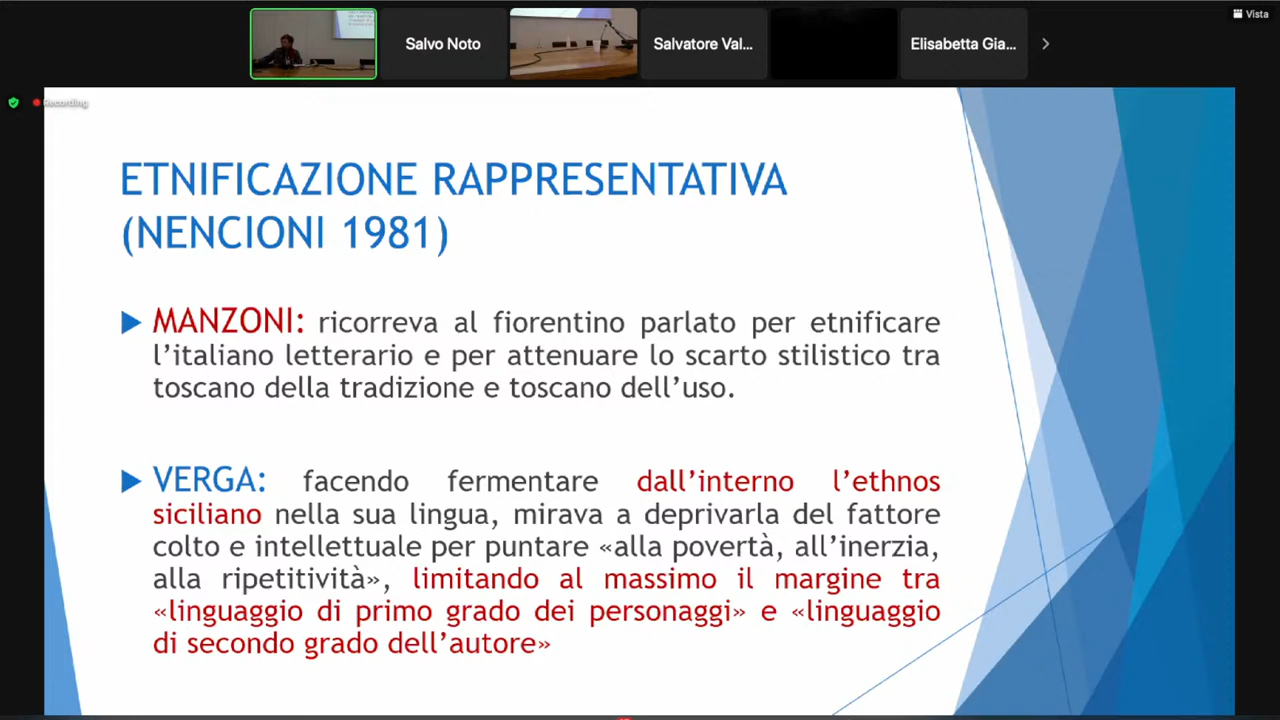 Vista
Salvo Noto
Salvatore Val...
Elisabetta Gia...
Recording
ETNIFICAZIONE RAPPRESENTATIVA
(NENCIONI 1981)
MANZONI: ricorreva al fiorentino parlato per etnificare
l’italiano letterario e per attenuare lo scarto stilistico tra
toscano della tradizione e toscano dell’uso.
VERGA: facendo fermentare dall’interno l’ethnos
siciliano nella sua lingua, mirava a deprivarla del fattore
colto e intellettuale per puntare «alla povertà, all’inerzia,
alla ripetitività», limitando al massimo il margine tra
«linguaggio di primo grado dei personaggi» e «linguaggio
di secondo grado dell’autore»